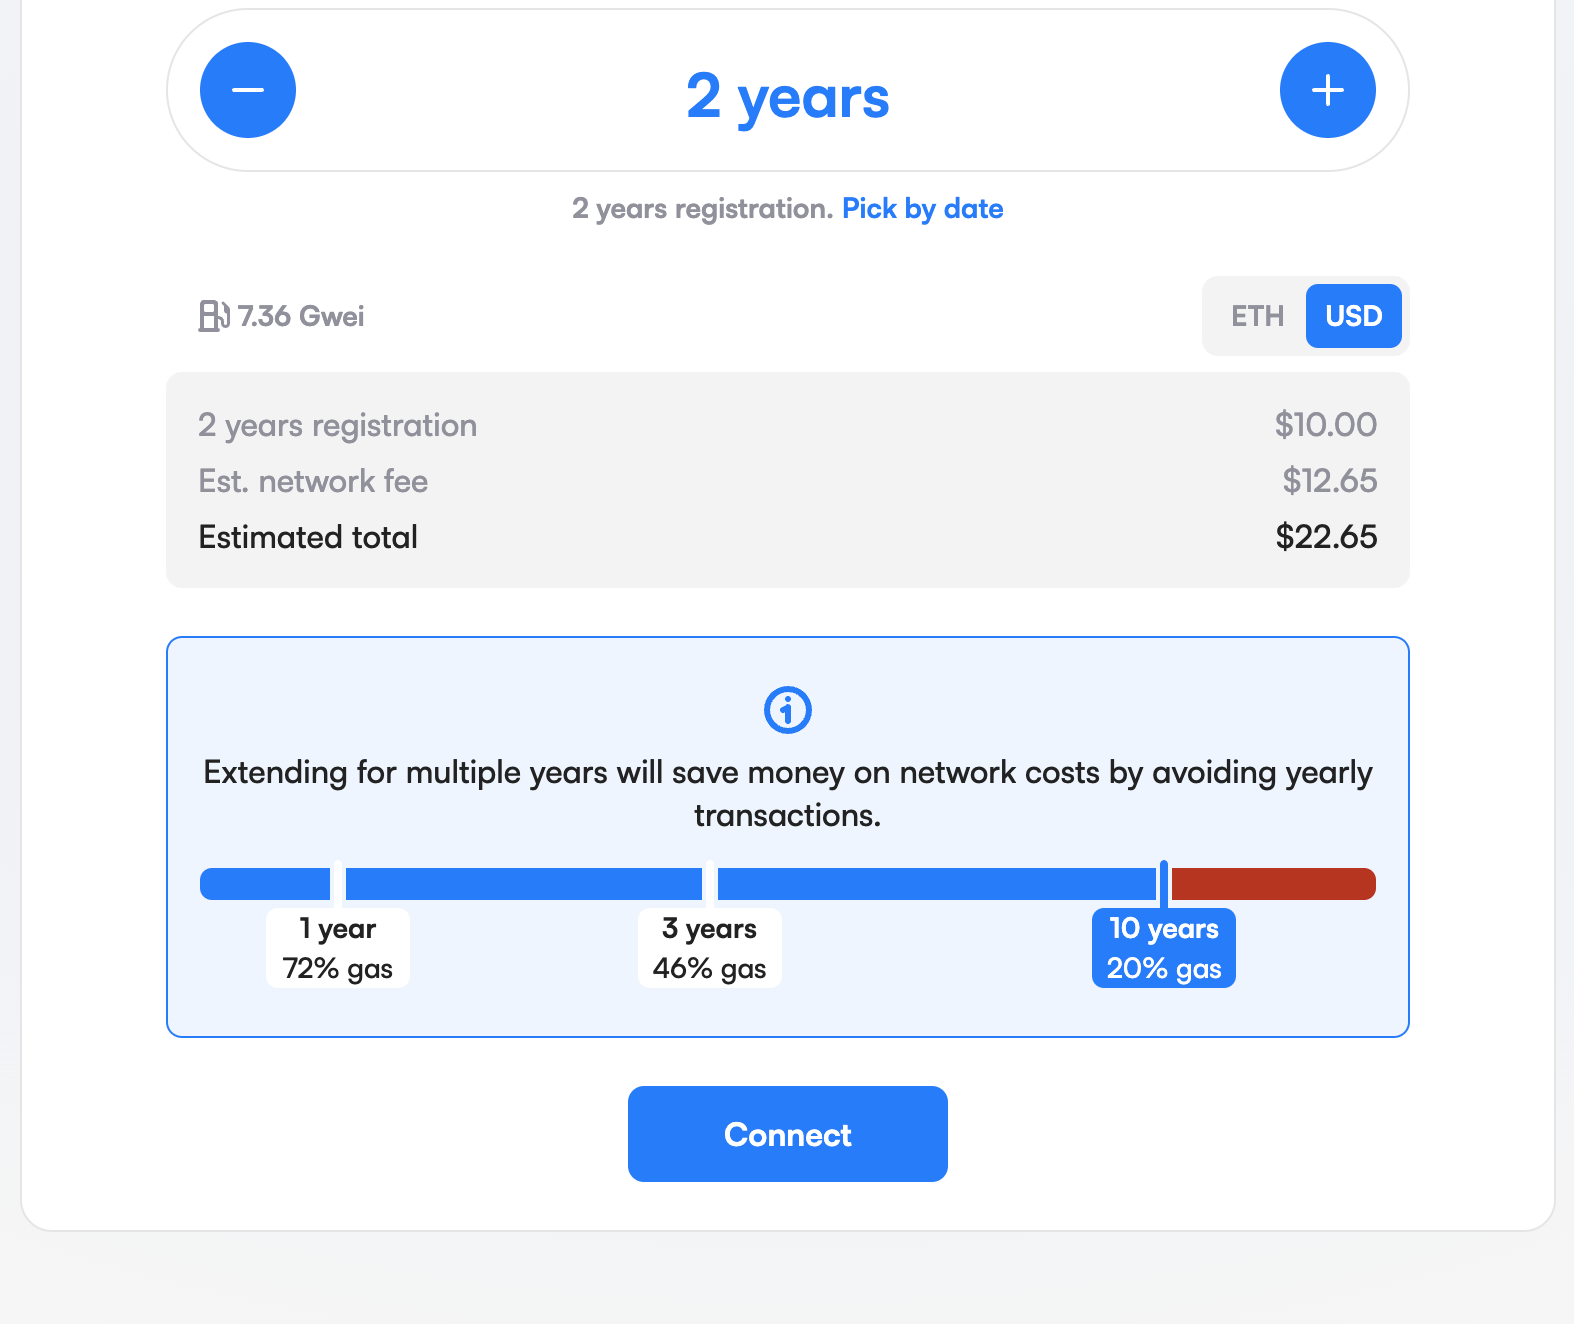 2 years
2 years registration. Pick by date
7.36 Gwei
ETH USD
2 years registration $10.00
Est. network fee $12.65
Estimated total $22.65
Extending for multiple years will save money on network costs by avoiding yearly
transactions.
1 year 3 years 10 years
72% gas 46% gas 20% gas
Connect